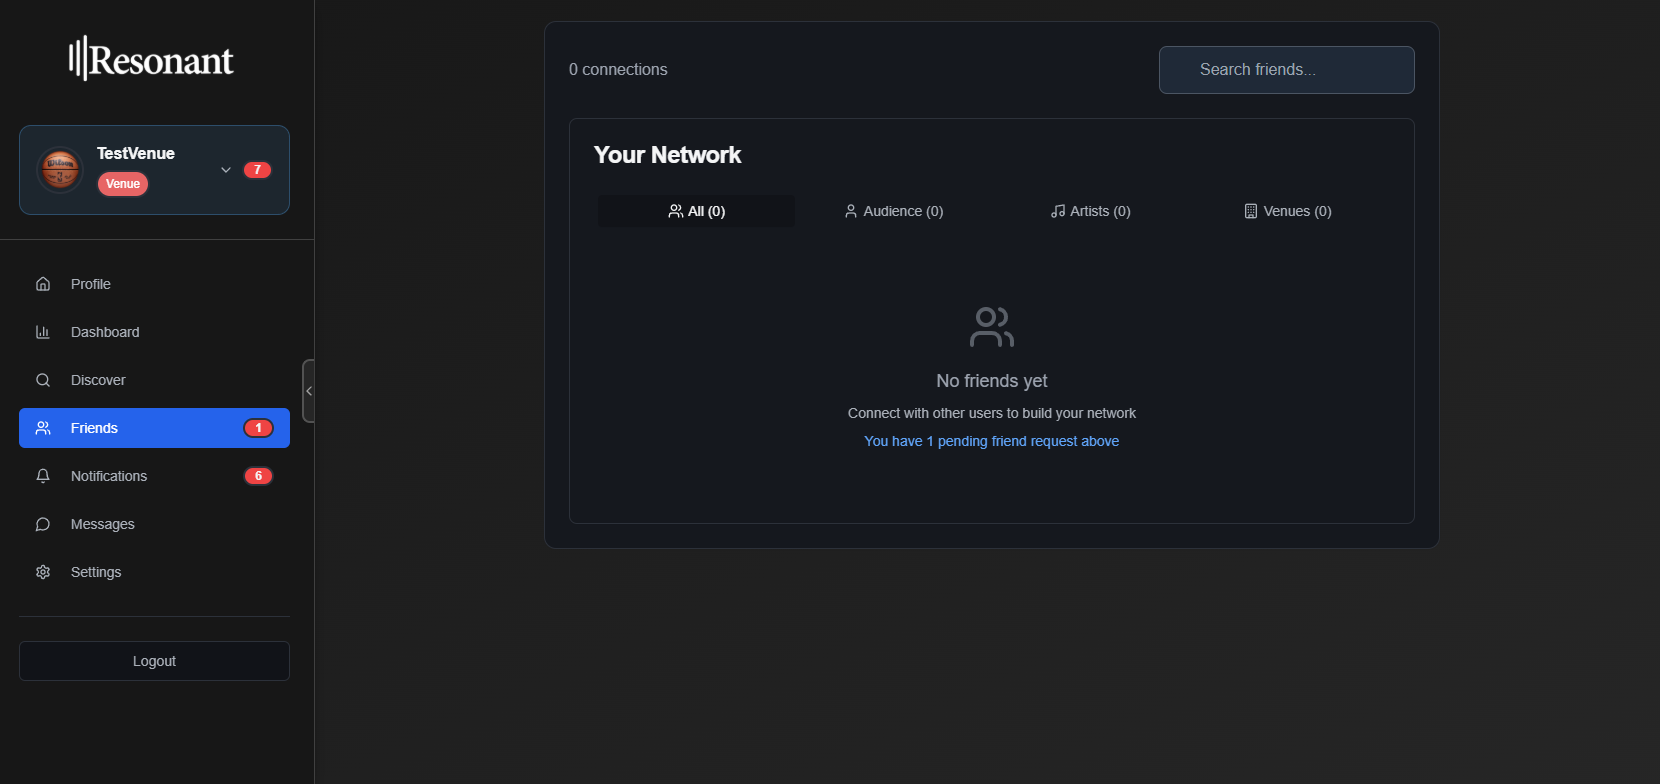 Resonant
TestVenue
Venue
7
Profile
Dashboard
Discover
Friends
1
Notifications
6
Messages
Settings
Logout
0 connections
Search friends...
Your Network
All (0)
Audience (0)
Artists (0)
Venues (0)
No friends yet
Connect with other users to build your network
You have 1 pending friend request above